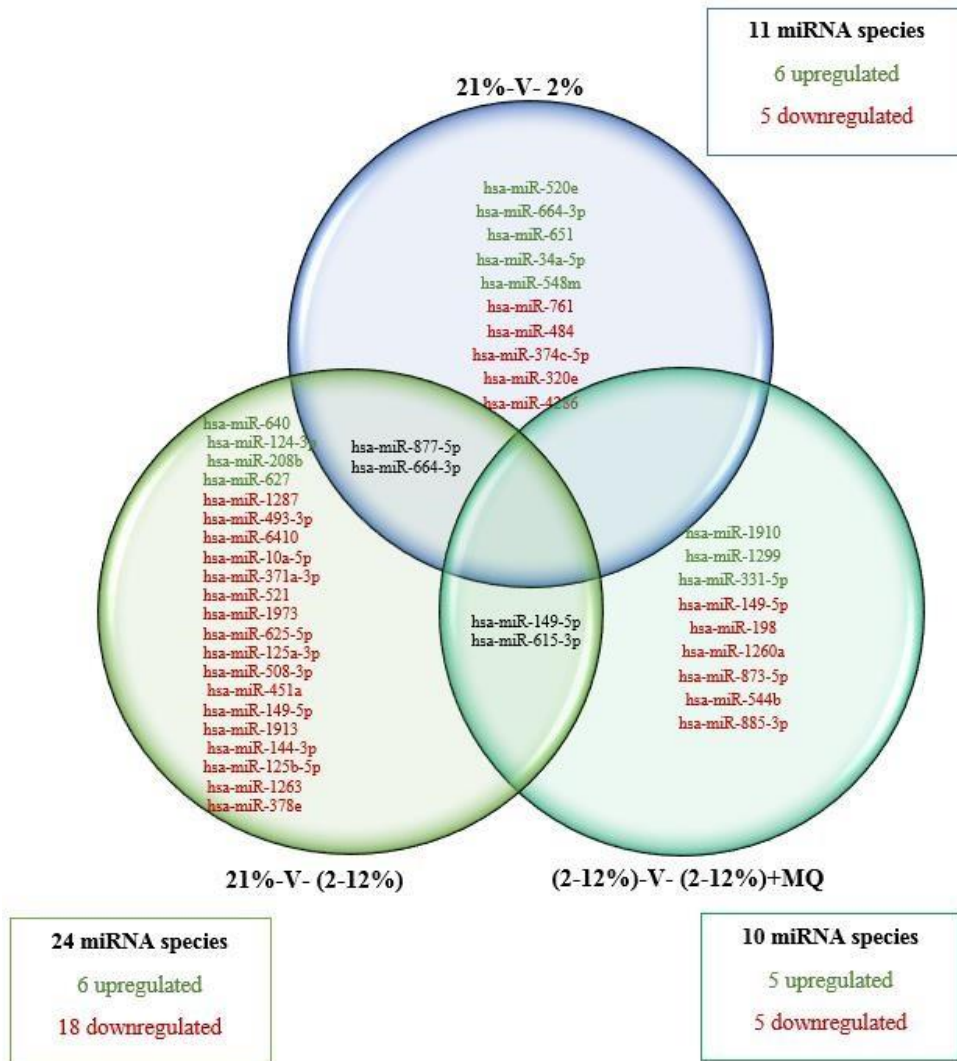 11 miRNA species
6 upregulated
5 downregulated
21%-V- 2%
hsa-miR-520e
hsa-miR-664-3p
hsa-miR-651
hsa-miR-34a-5p
hsa-miR-548m
hsa-miR-761
hsa-miR-484
hsa-miR-374c-5p
hsa-miR-320e
hsa-miR-4286
hsa-miR-877-5p
hsa-miR-664-3p
hsa-miR-640
hsa-miR-124-3p
hsa-miR-208b
hsa-miR-627
hsa-miR-1287
hsa-miR-493-3p
hsa-miR-6410
hsa-miR-10a-5p
hsa-miR-371a-3p
hsa-miR-521
hsa-miR-1973
hsa-miR-625-5p
hsa-miR-125a-3p
hsa-miR-508-3p
hsa-miR-451a
hsa-miR-149-5p
hsa-miR-1913
hsa-miR-144-3p
hsa-miR-125b-5p
hsa-miR-1263
hsa-miR-378e
hsa-miR-149-5p
hsa-miR-615-3p
hsa-miR-1910
hsa-miR-1299
hsa-miR-331-5p
hsa-miR-149-5p
hsa-miR-198
hsa-miR-1260a
hsa-miR-873-5p
hsa-miR-544b
hsa-miR-885-3p
21%-V- (2-12%)
(2-12%)-V- (2-12%)+MQ
24 miRNA species
6 upregulated
18 downregulated
10 miRNA species
5 upregulated
5 downregulated